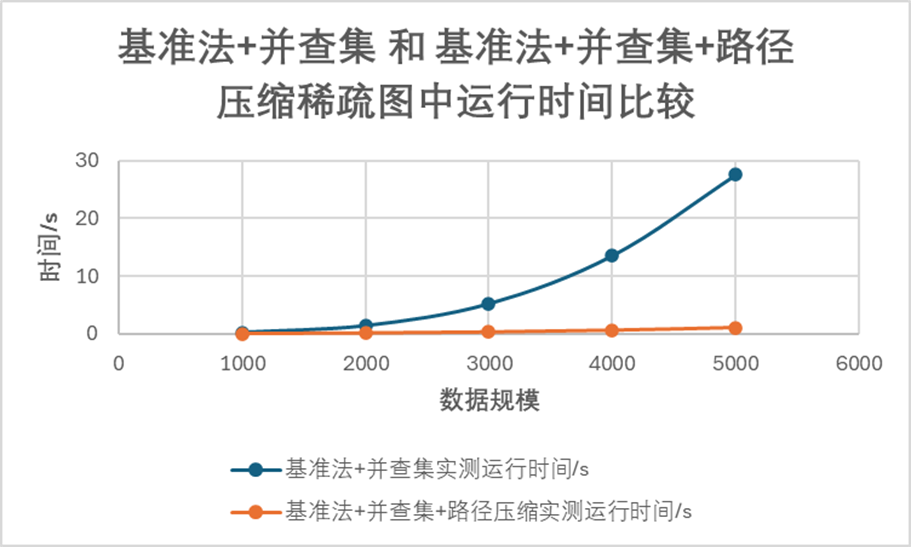 基准法+并查集 和 基准法+并查集+路径
压缩稀疏图中运行时间比较
30
20
10
0
时间/s
0 1000 2000 3000 4000 5000 6000
数据规模
基准法+并查集实测运行时间/s
基准法+并查集+路径压缩实测运行时间/s